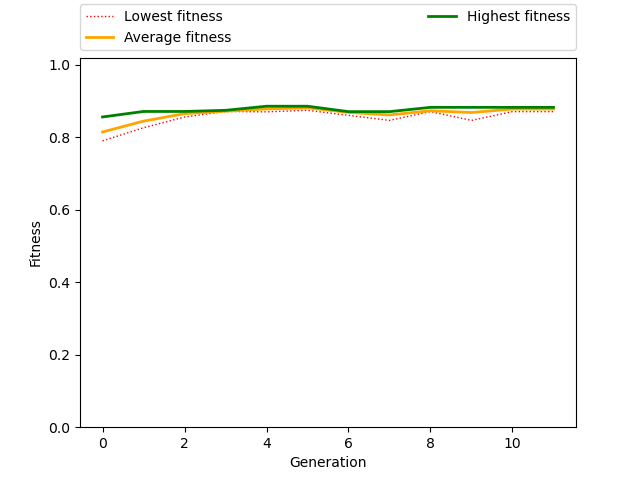 Lowest fitness
Average fitness
Highest fitness
1.0
0.8
0.6
0.4
0.2
0.0
Fitness
0 2 4 6 8 10
Generation